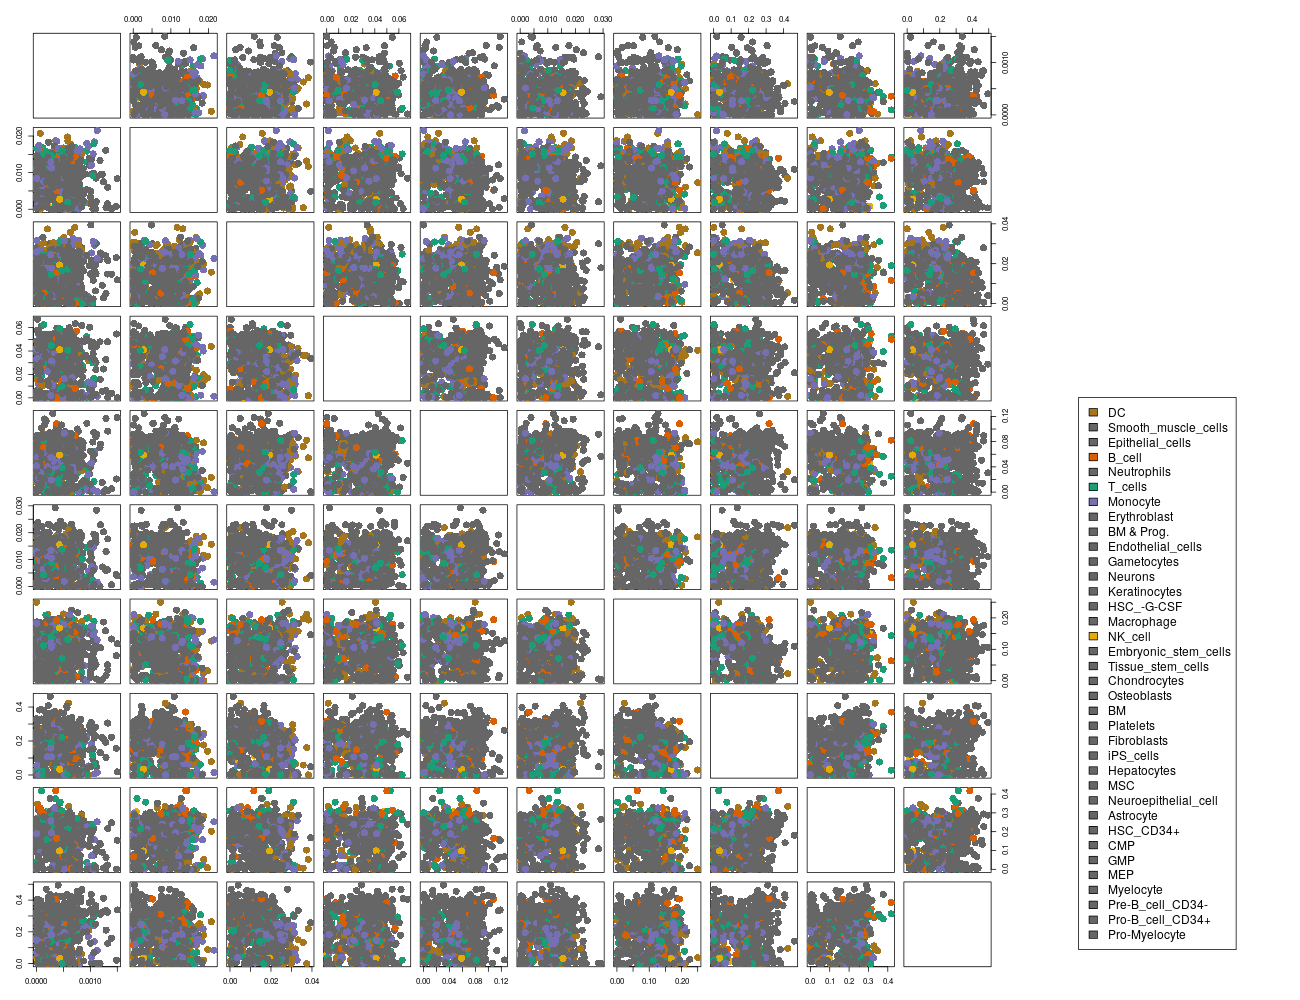 0.000 0.010 0.020 0.00 0.02 0.04 0.06 0.000 0.010 0.020 0.030 0.0 0.1 0.2 0.3 0.4 0.0 0.2 0.4
0.0000 0.0010
0.000 0.010 0.020
0.00 0.02 0.04
0.00 0.02 0.04 0.06
0.00 0.04 0.08 0.12
0.000 0.010 0.020 0.030
0.00 0.10 0.20
0.0 0.2 0.4
0.0 0.1 0.2 0.3 0.4
0.0 0.2 0.4
0.0000 0.0010 0.00 0.02 0.04 0.00 0.04 0.08 0.12 0.00 0.10 0.20 0.0 0.1 0.2 0.3 0.4
DC
Smooth_muscle_cells
Epithelial_cells
B_cell
Neutrophils
T_cells
Monocyte
Erythroblast
BM & Prog.
Endothelial_cells
Gametocytes
Neurons
Keratinocytes
HSC_-G-CSF
Macrophage
NK_cell
Embryonic_stem_cells
Tissue_stem_cells
Chondrocytes
Osteoblasts
BM
Platelets
Fibroblasts
iPS_cells
Hepatocytes
MSC
Neuroepithelial_cell
Astrocyte
HSC_CD34+
CMP
GMP
MEP
Myelocyte
Pre-B_cell_CD34-
Pro-B_cell_CD34+
Pro-Myelocyte